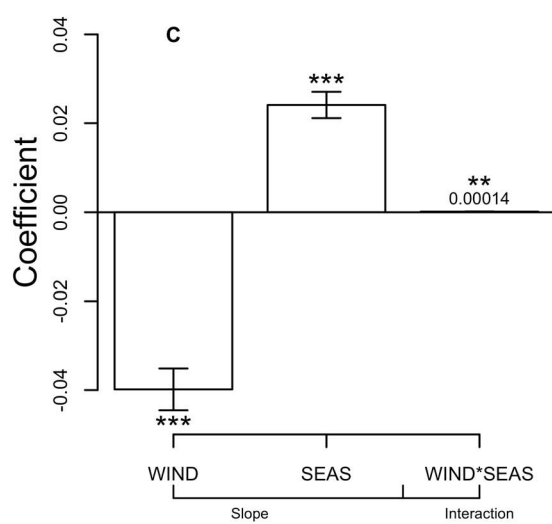 C
Coefficient
0.04
0.02
0.00
-0.02
-0.04
***
***
**
0.00014
WIND SEAS WIND*SEAS
Slope Interaction